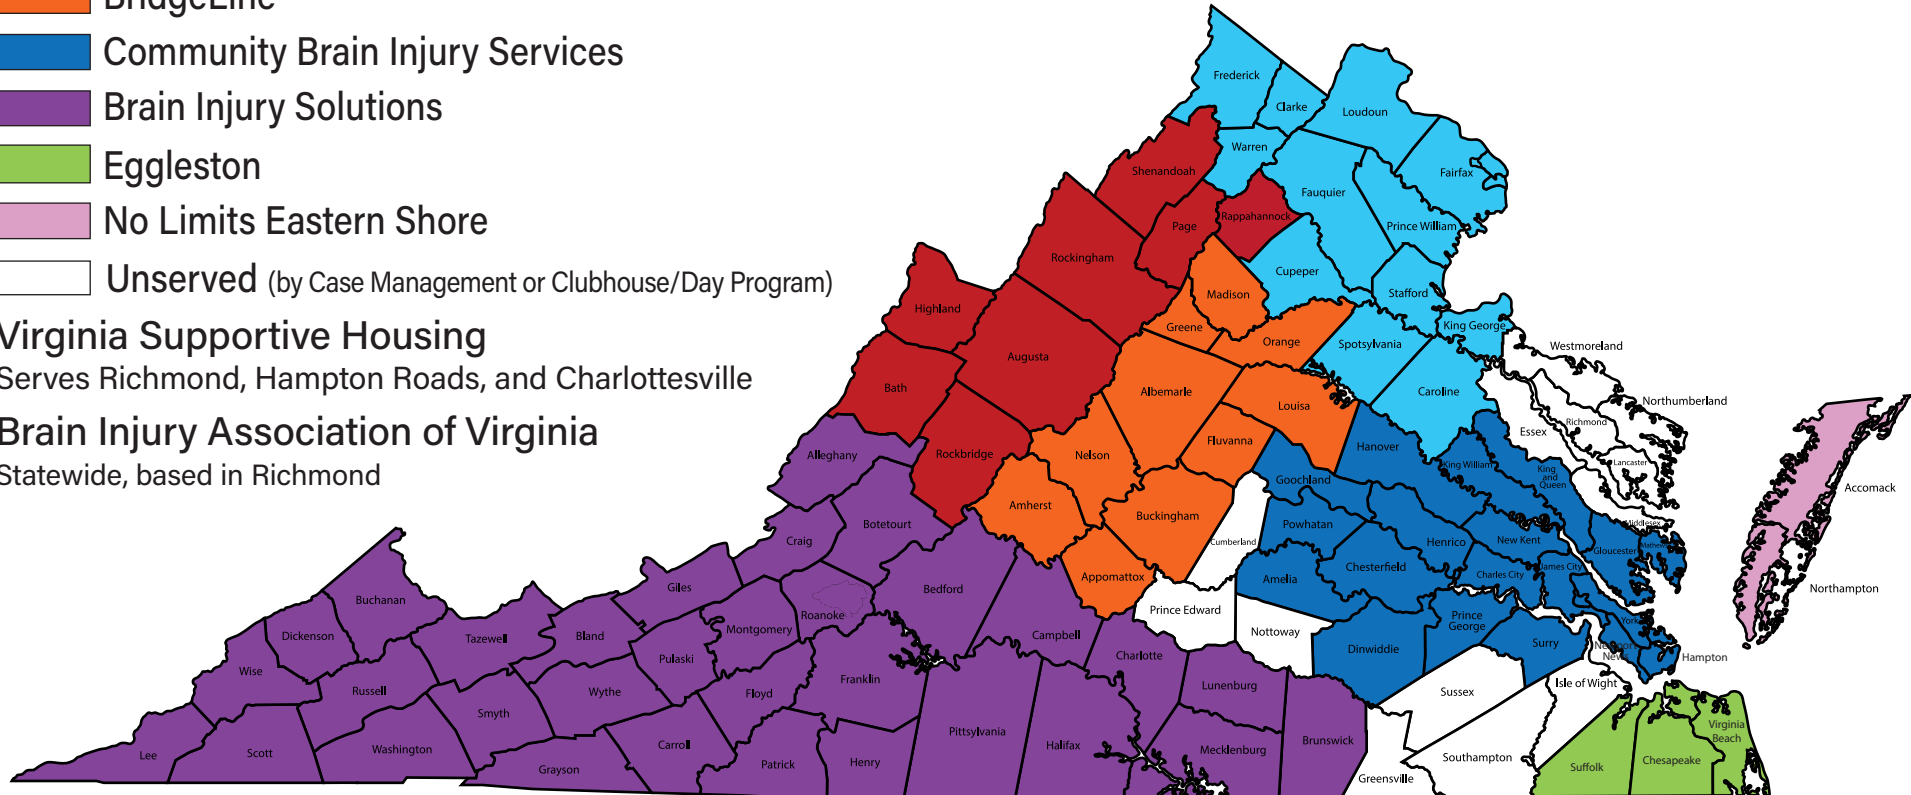 BridgeLine
Community Brain Injury Services
Brain Injury Solutions
Eggleston
No Limits Eastern Shore
Unserved (by Case Management or Clubhouse/Day Program)
Virginia Supportive Housing
Serves Richmond, Hampton Roads, and Charlottesville
Brain Injury Association of Virginia
Statewide, based in Richmond
Frederick
Clarke
Loudoun
Warren
Fairfax
Shenandoah
Fauquier
Rappahannock
Page
Prince William
Rockingham
Cupeper
Madison
Stafford
Highland
Greene
King George
Orange
Spotsylvania
Westmoreland
Augusta
Bath
Albemarle
Caroline
Northumberland
Louisa
Richmond
Essex
Fluvanna
Hanover
Alleghany
Rockbridge
Nelson
King William
Lancaster
King
and
Queen
Goochland
Accomack
Amherst
Buckingham
Botetourt
Powhatan
Middlesex
Craig
Cumberland
Henrico
New Kent
Mathews
Gloucester
Appomattox
Amelia
Chesterfield
Charles City
James City
Giles
Bedford
Northampton
Buchanan
Prince Edward
Roanoke
Prince
George
York
Dickenson
Tazewell
Bland
Montgomery
Campbell
Nottoway
Surry
Newport
News
Dinwiddie
Charlotte
Hampton
Wise
Pulaski
Russell
Wythe
Floyd
Franklin
Lunenburg
Sussex
Isle of Wight
Smyth
Virginia
Beach
Pittsylvania
Lee
Scott
Washington
Carroll
Halifax
Mecklenburg
Brunswick
Grayson
Patrick
Henry
Southampton
Greensville
Suffolk
Chesapeake